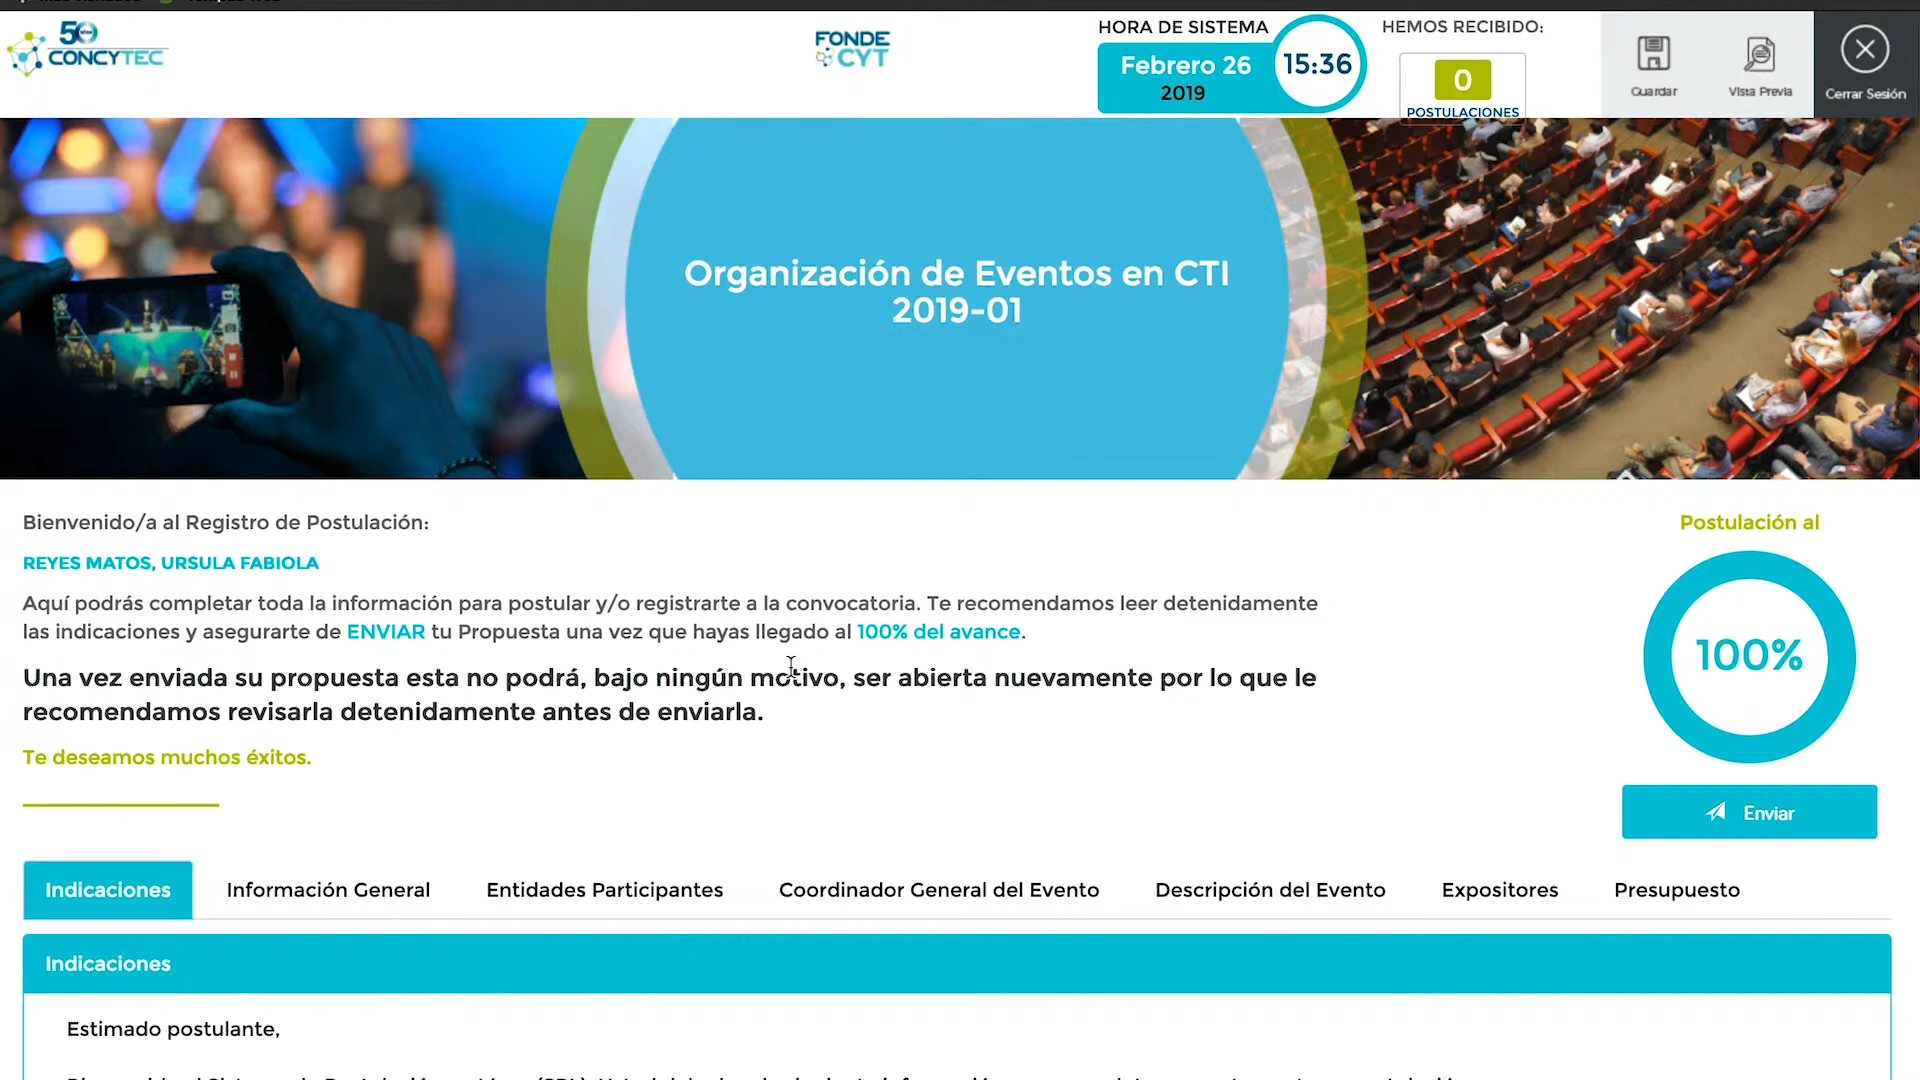 50 años
CONCYTEC
FONDE
CYT
HORA DE SISTEMA
Febrero 26
2019
15:36
HEMOS RECIBIDO:
0
POSTULACIONES
Guardar
Vista Previa
Cerrar Sesión
Organización de Eventos en CTI
2019-01
Bienvenido/a al Registro de Postulación:
REYES MATOS, URSULA FABIOLA
Aquí podrás completar toda la información para postular y/o registrarte a la convocatoria. Te recomendamos leer detenidamente
las indicaciones y asegurarte de ENVIAR tu Propuesta una vez que hayas llegado al 100% del avance.
Una vez enviada su propuesta esta no podrá, bajo ningún motivo, ser abierta nuevamente por lo que le
recomendamos revisarla detenidamente antes de enviarla.
Te deseamos muchos éxitos.
Postulación al
100%
Enviar
Indicaciones
Información General
Entidades Participantes
Coordinador General del Evento
Descripción del Evento
Expositores
Presupuesto
Indicaciones
Estimado postulante,